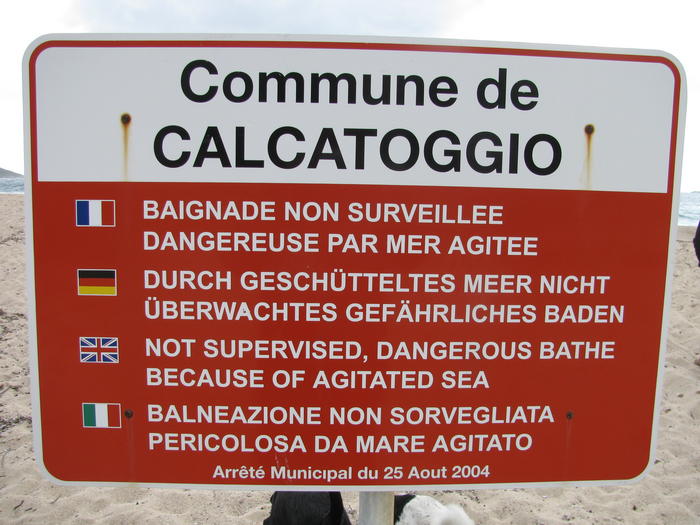 Commune de
CALCATOGGIO
BAIGNADE NON SURVEILLEE
DANGEREUSE PAR MER AGITEE
DURCH GESCHÜTTELTES MEER NICHT
ÜBERWACHTES GEFÄHRLICHES BADEN
NOT SUPERVISED, DANGEROUS BATHE
BECAUSE OF AGITATED SEA
BALNEAZIONE NON SORVEGLIATA
PERICOLOSA DA MARE AGITATO
Arrêté Municipal du 25 Aout 2004